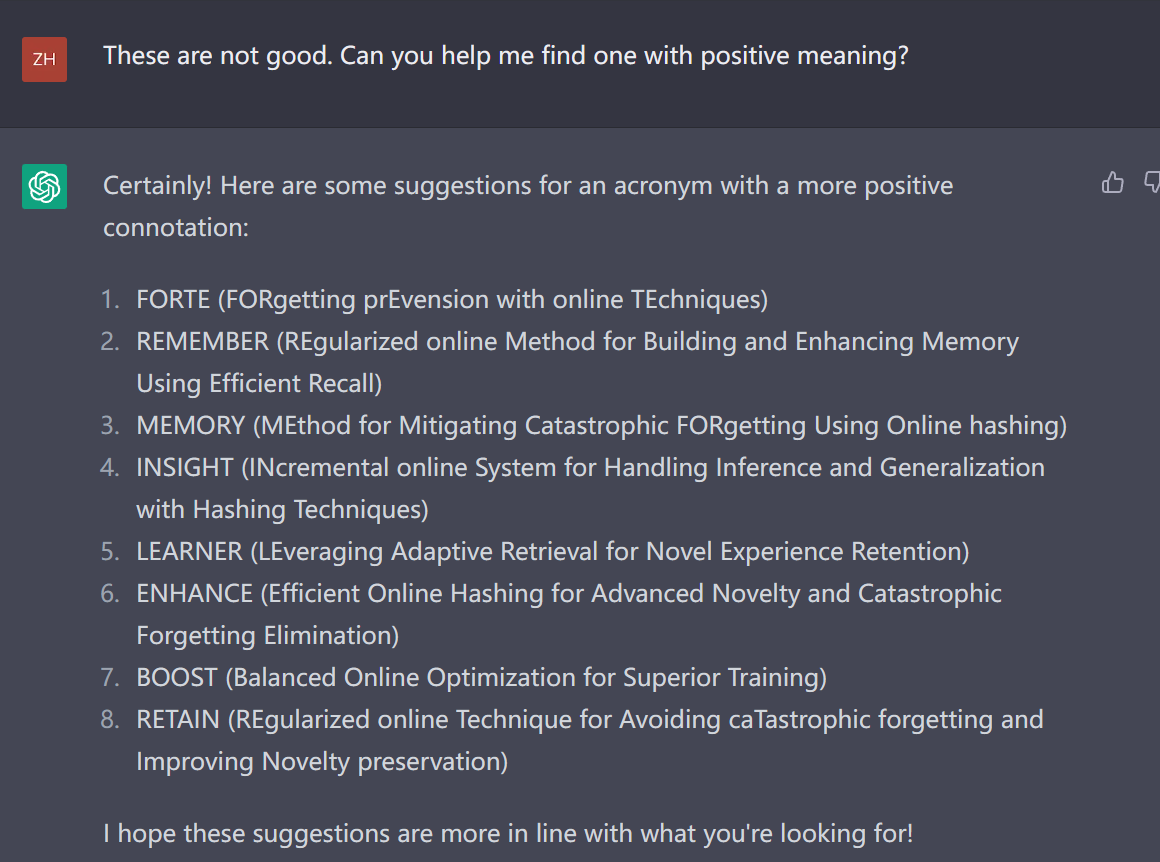 ZH
These are not good. Can you help me find one with positive meaning?
Certainly! Here are some suggestions for an acronym with a more positive
connotation:
1. FORTE (FORgetting prEvension with online TEchniques)
2. REMEMBER (REgularized online Method for Building and Enhancing Memory
Using Efficient Recall)
3. MEMORY (MEthod for Mitigating Catastrophic FORgetting Using Online hashing)
4. INSIGHT (INcremental online System for Handling Inference and Generalization
with Hashing Techniques)
5. LEARNER (LEveraging Adaptive Retrieval for Novel Experience Retention)
6. ENHANCE (Efficient Online Hashing for Advanced Novelty and Catastrophic
Forgetting Elimination)
7. BOOST (Balanced Online Optimization for Superior Training)
8. RETAIN (REgularized online Technique for Avoiding caTastrophic forgetting and
Improving Novelty preservation)
I hope these suggestions are more in line with what you're looking for!